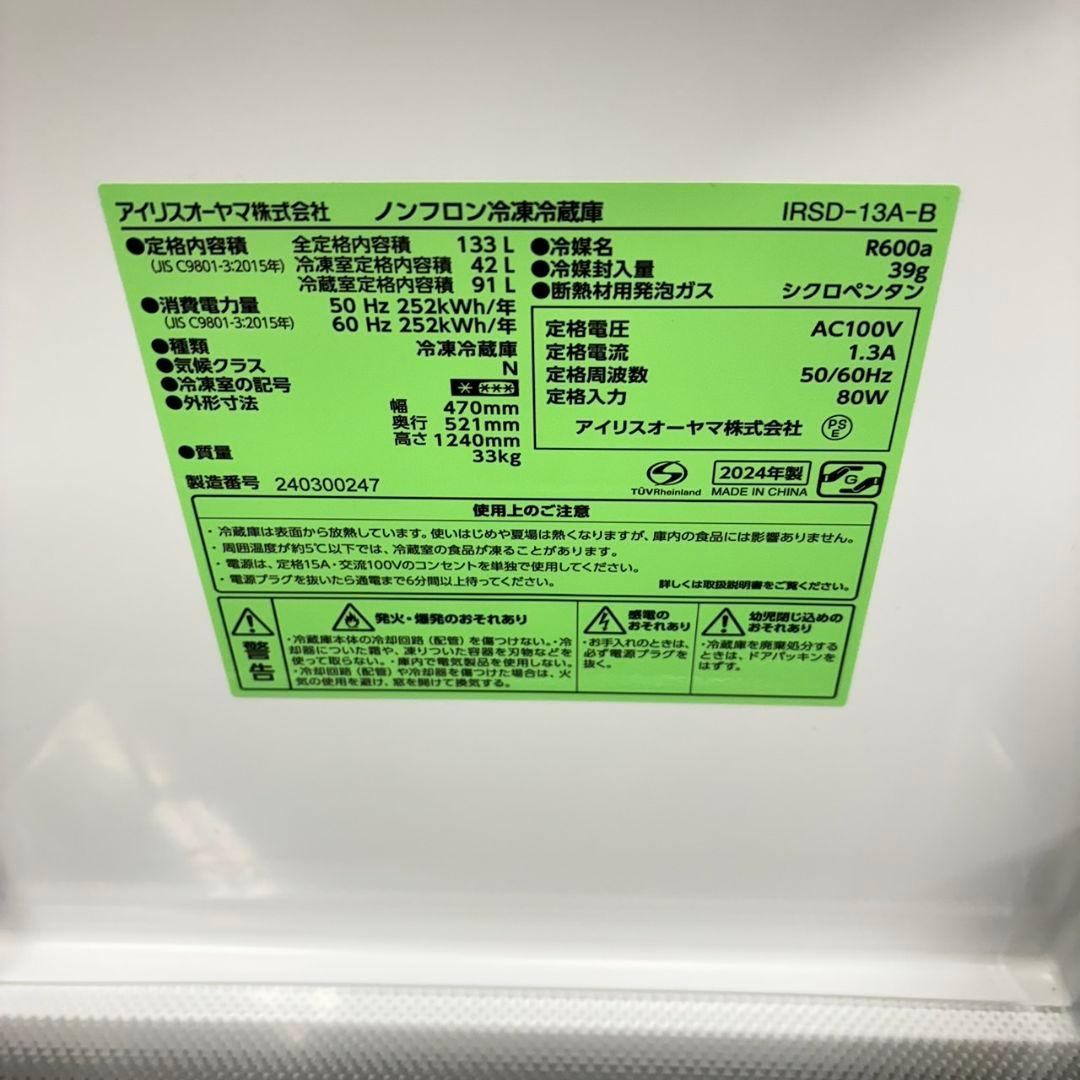 アイリスオーヤマ株式会社 ノンフロン冷凍冷蔵庫 IRSD-13A-B
●定格内容積 全定格内容積 133 L
(JIS C9801-3:2015年) 冷凍室定格内容積 42 L
冷蔵室定格内容積 91 L
●消費電力量 50 Hz 252kWh/年
(JIS C9801-3:2015年) 60 Hz 252kWh/年
●種類 冷凍冷蔵庫
●気候クラス N
●冷凍室の記号
●外形寸法 幅 470mm
奥行 521mm
高さ 1240mm
●質量 33kg
●冷媒名 R600a
●冷媒封入量 39g
●断熱材用発泡ガス シクロペンタン
定格電圧 AC100V
定格電流 1.3A
定格周波数 50/60Hz
定格入力 80W
アイリスオーヤマ株式会社 PSE
製造番号 240300247
TÜVRheinland
2024年製
MADE IN CHINA
G
使用上のご注意
・冷蔵庫は表面から放熱しています。使いはじめや夏場は熱くなりますが、庫内の食品には影響ありません。
・周囲温度が約5℃以下では、冷蔵室の食品が凍ることがあります。
・電源は、定格15A・交流100Vのコンセントを単独で使用してください。
・電源プラグを抜いたら通電まで6分間以上待ってください。 詳しくは取扱説明書をご覧ください。
警告
発火・爆発のおそれあり
・冷蔵庫本体の冷却回路（配管）を傷つけない。・冷
却器についた霜や、凍りついた容器を刃物などを
使って取らない。・庫内で電気製品を使用しない。
・冷却回路（配管）や冷却器を傷つけた場合は、火
気の使用を避け、窓を開けて換気する。
感電の
おそれあり
・お手入れのときは、
必ず電源プラグを
抜く。
幼児閉じ込めの
おそれあり
・冷蔵庫を廃棄処分する
ときは、ドアパッキンを
はずす。